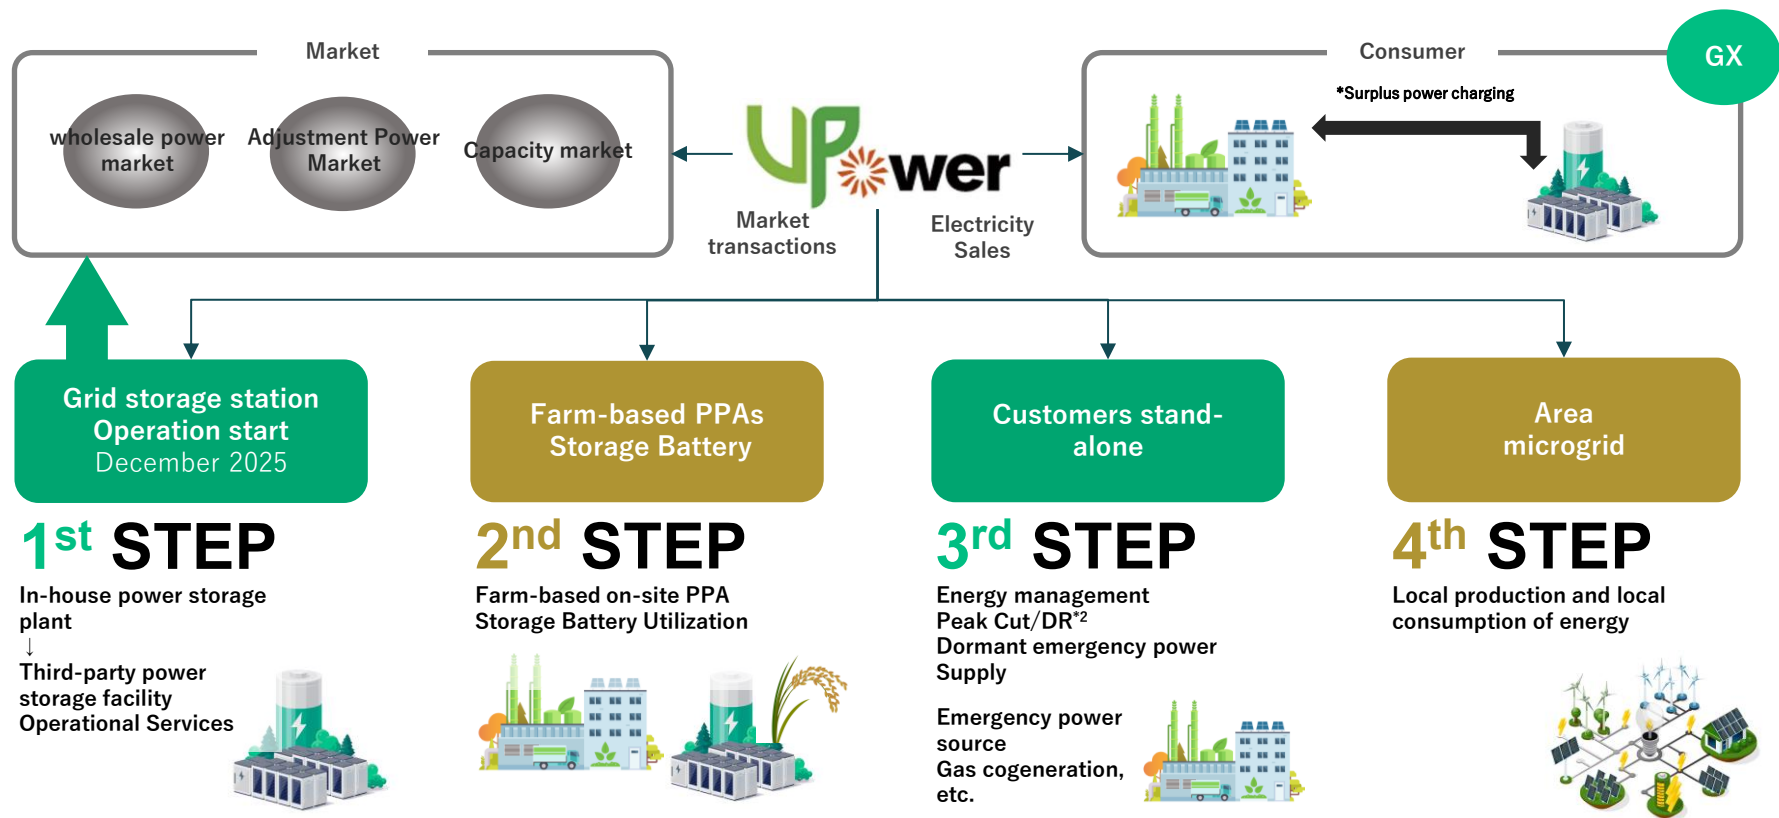 Market
wholesale power
market
Adjustment Power
Market
Capacity market
UPower
Market
transactions
Electricity
Sales
Consumer
GX
*Surplus power charging
Grid storage station
Operation start
December 2025
Farm-based PPAs
Storage Battery
Customers stand-
alone
Area
microgrid
1st STEP
In-house power storage
plant
↓
Third-party power
storage facility
Operational Services
2nd STEP
Farm-based on-site PPA
Storage Battery Utilization
3rd STEP
Energy management
Peak Cut/DR*2
Dormant emergency power
Supply
Emergency power
source
Gas cogeneration,
etc.
4th STEP
Local production and local
consumption of energy